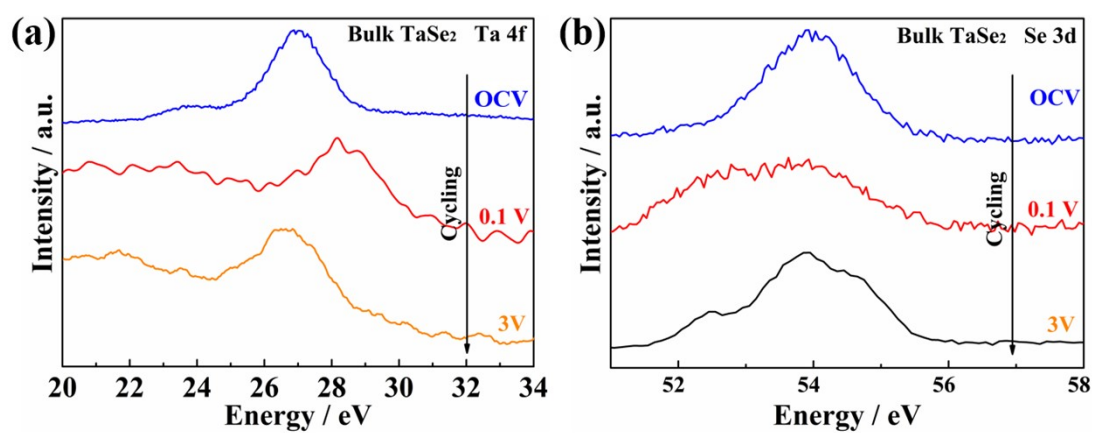 (a)
Bulk TaSe₂ Ta 4f
OCV
0.1 V
3V
Cycling
Intensity / a.u.
20 22 24 26 28 30 32 34
Energy / eV
(b)
Bulk TaSe₂ Se 3d
OCV
0.1 V
3V
Cycling
Intensity / a.u.
52 54 56 58
Energy / eV